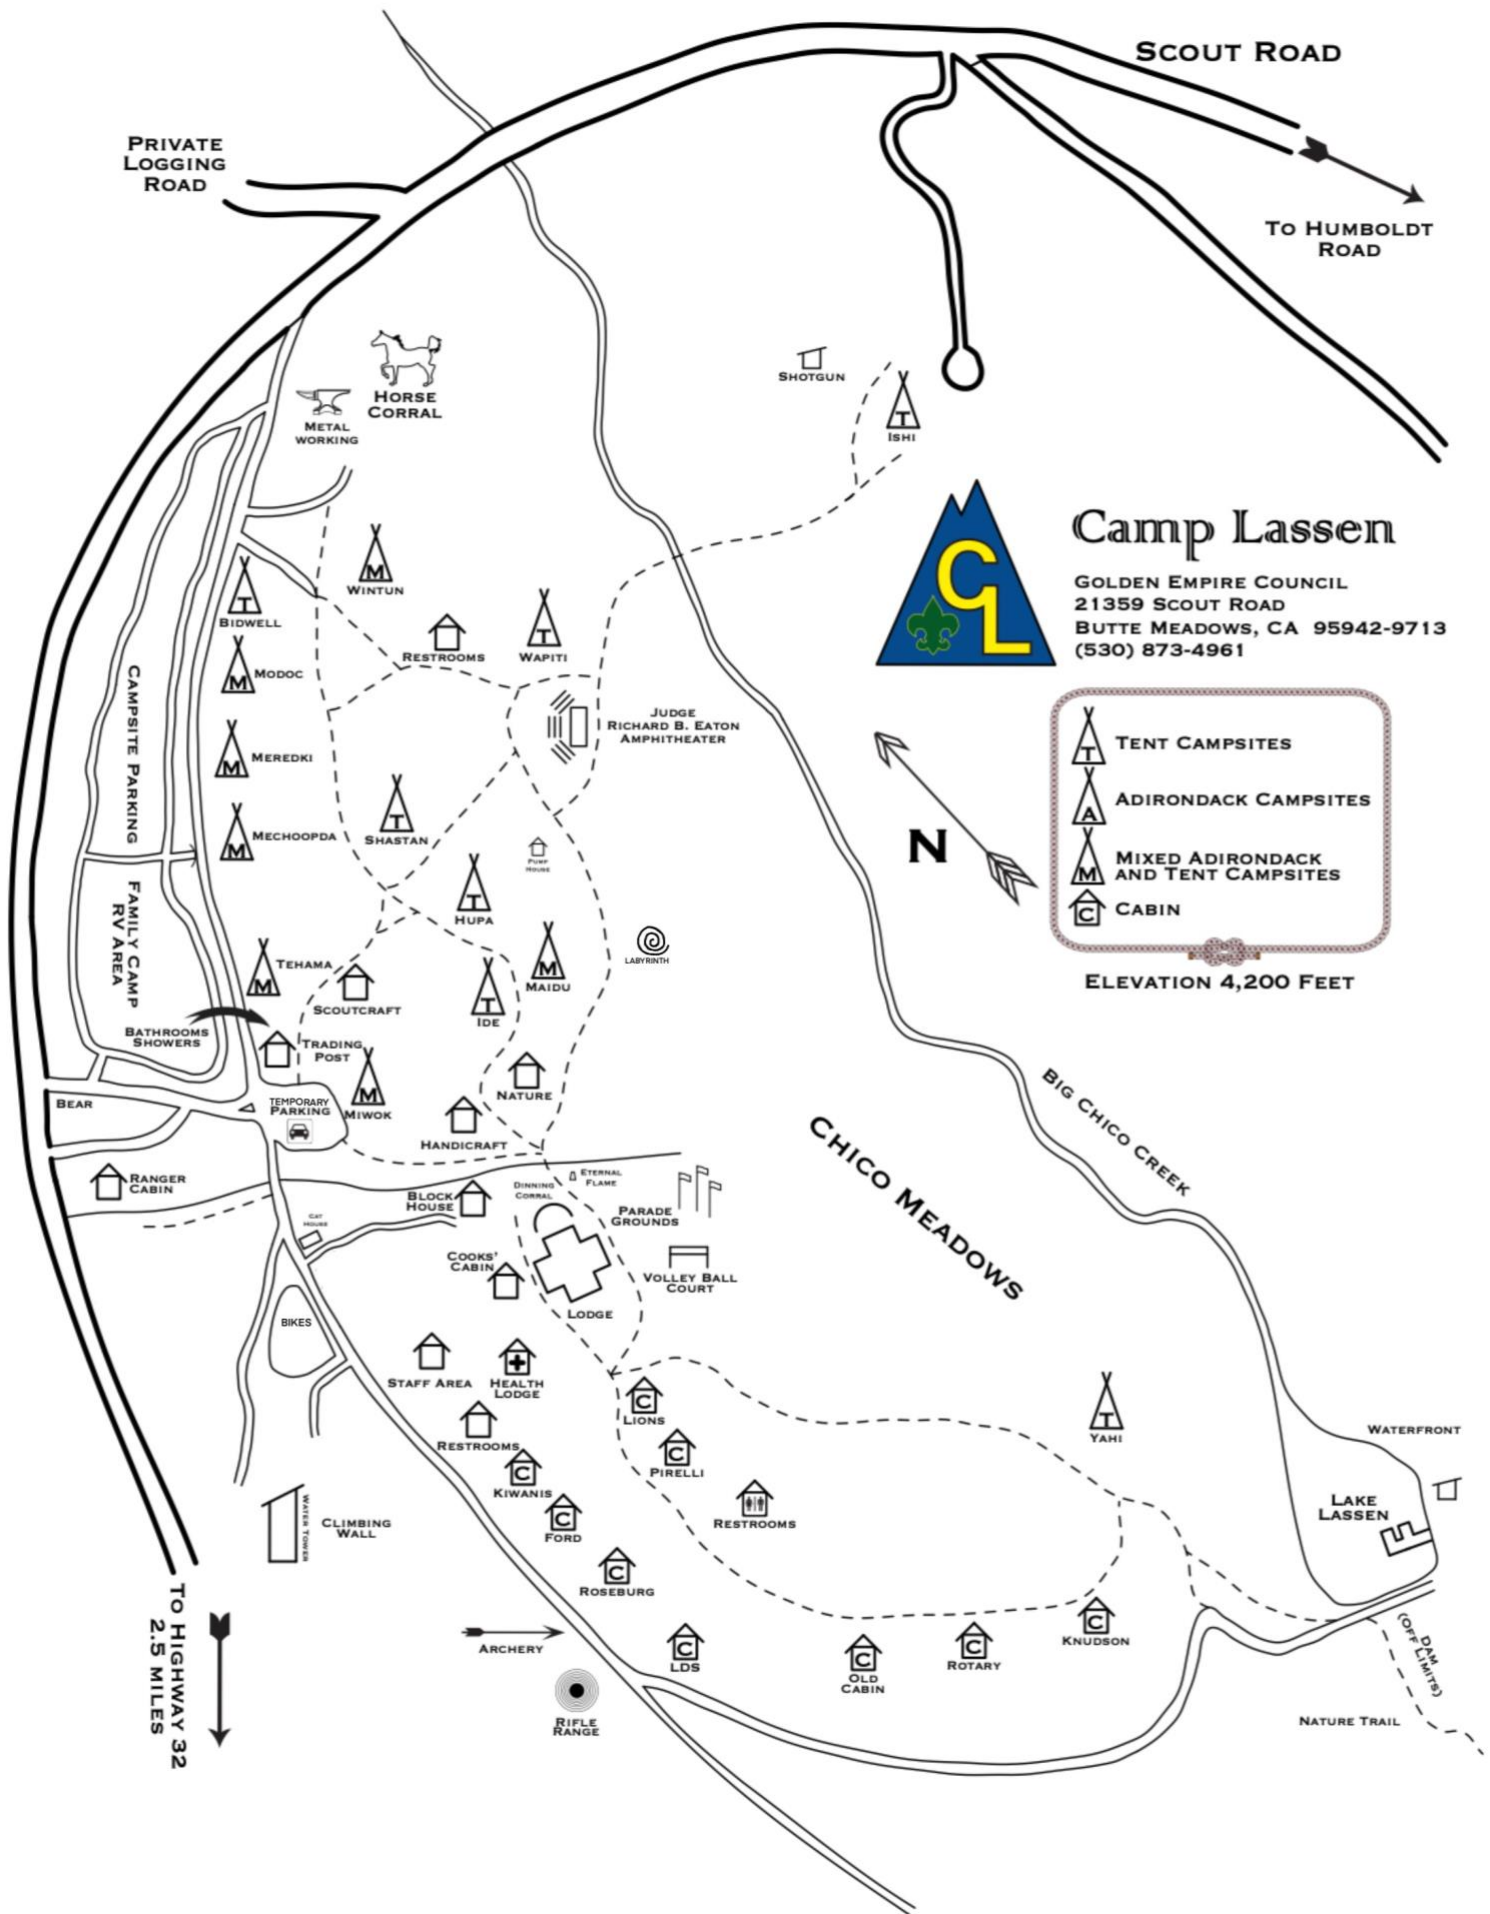 SCOUT ROAD
PRIVATE
LOGGING
ROAD
TO HUMBOLDT
ROAD
HORSE
CORRAL
METAL
WORKING
SHOTGUN
T
ISHI
CL
Camp Lassen
GOLDEN EMPIRE COUNCIL
21359 SCOUT ROAD
BUTTE MEADOWS, CA 95942-9713
(530) 873-4961
M
WINTUN
T
BIDWELL
RESTROOMS
T
WAPITI
M
MODOC
CAMPSITE PARKING
M
MEREDKI
JUDGE
RICHARD B. EATON
AMPHITHEATER
T
SHASTAN
M
MECHOOPDA
PUMP
HOUSE
N
T
TENT CAMPSITES
A
ADIRONDACK CAMPSITES
M
MIXED ADIRONDACK
AND TENT CAMPSITES
C
CABIN
ELEVATION 4,200 FEET
FAMILY CAMP
RV AREA
T
HUPA
M
MAIDU
LABYRINTH
M
TEHAMA
SCOUTCRAFT
T
IDE
BATHROOMS
SHOWERS
TRADING
POST
NATURE
BEAR
TEMPORARY
PARKING
M
MIWOK
HANDICRAFT
BIG CHICO CREEK
CHICO MEADOWS
RANGER
CABIN
BLOCK
HOUSE
DINNING
CORRAL
ETERNAL
FLAME
PARADE
GROUNDS
CAT
HOUSE
COOKS'
CABIN
LODGE
VOLLEY BALL
COURT
BIKES
STAFF AREA
HEALTH
LODGE
C
LIONS
T
YAHI
WATERFRONT
RESTROOMS
C
PIRELLI
C
KIWANIS
RESTROOMS
LAKE
LASSEN
WATER TOWER
CLIMBING
WALL
C
FORD
C
ROSEBURG
TO HIGHWAY 32
2.5 MILES
ARCHERY
C
LDS
C
OLD
CABIN
C
ROTARY
C
KNUDSON
DAM
(OFF LIMITS)
RIFLE
RANGE
NATURE TRAIL